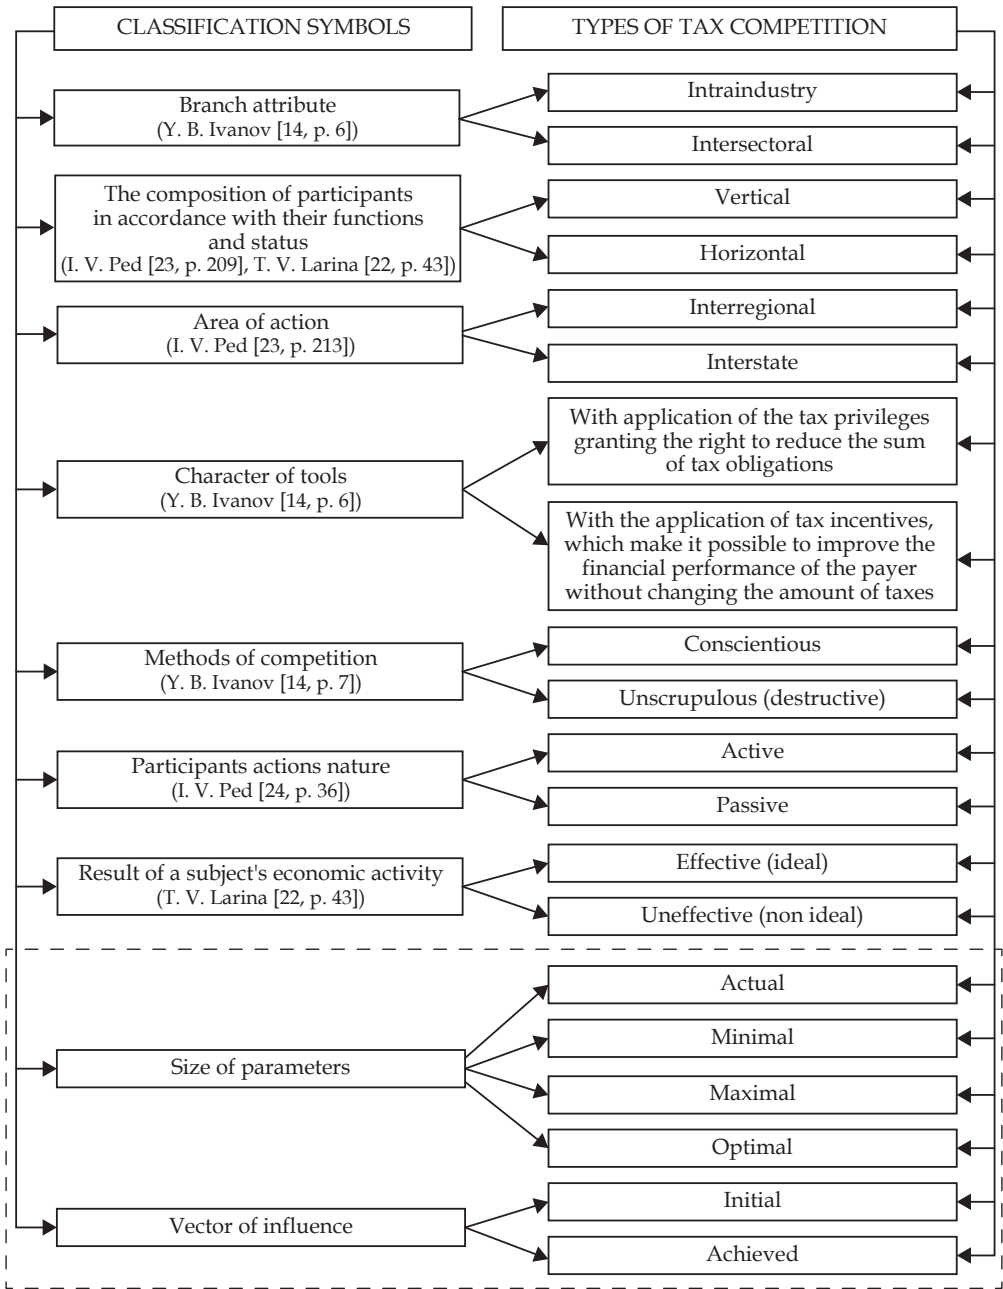 CLASSIFICATION SYMBOLS
TYPES OF TAX COMPETITION
Branch attribute
(Y. B. Ivanov [14, p. 6])
Intraindustry
Intersectoral
The composition of participants
in accordance with their functions
and status
(I. V. Ped [23, p. 209], T. V. Larina [22, p. 43])
Vertical
Horizontal
Area of action
(I. V. Ped [23, p. 213])
Interregional
Interstate
Character of tools
(Y. B. Ivanov [14, p. 6])
With application of the tax privileges
granting the right to reduce the sum
of tax obligations
With the application of tax incentives,
which make it possible to improve the
financial performance of the payer
without changing the amount of taxes
Methods of competition
(Y. B. Ivanov [14, p. 7])
Conscientious
Unscrupulous (destructive)
Participants actions nature
(I. V. Ped [24, p. 36])
Active
Passive
Result of a subject's economic activity
(T. V. Larina [22, p. 43])
Effective (ideal)
Uneffective (non ideal)
Size of parameters
Actual
Minimal
Maximal
Optimal
Vector of influence
Initial
Achieved